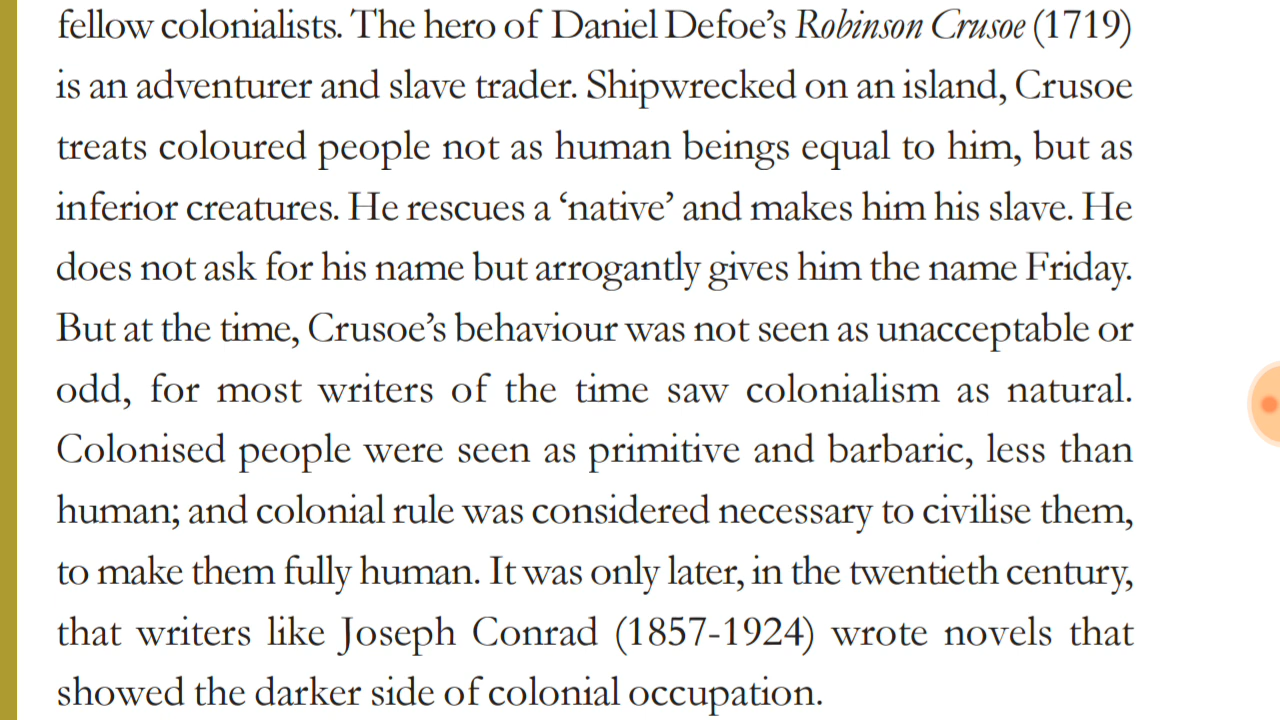 fellow colonialists. The hero of Daniel Defoe’s Robinson Crusoe (1719)
is an adventurer and slave trader. Shipwrecked on an island, Crusoe
treats coloured people not as human beings equal to him, but as
inferior creatures. He rescues a ‘native’ and makes him his slave. He
does not ask for his name but arrogantly gives him the name Friday.
But at the time, Crusoe’s behaviour was not seen as unacceptable or
odd, for most writers of the time saw colonialism as natural.
Colonised people were seen as primitive and barbaric, less than
human; and colonial rule was considered necessary to civilise them,
to make them fully human. It was only later, in the twentieth century,
that writers like Joseph Conrad (1857-1924) wrote novels that
showed the darker side of colonial occupation.